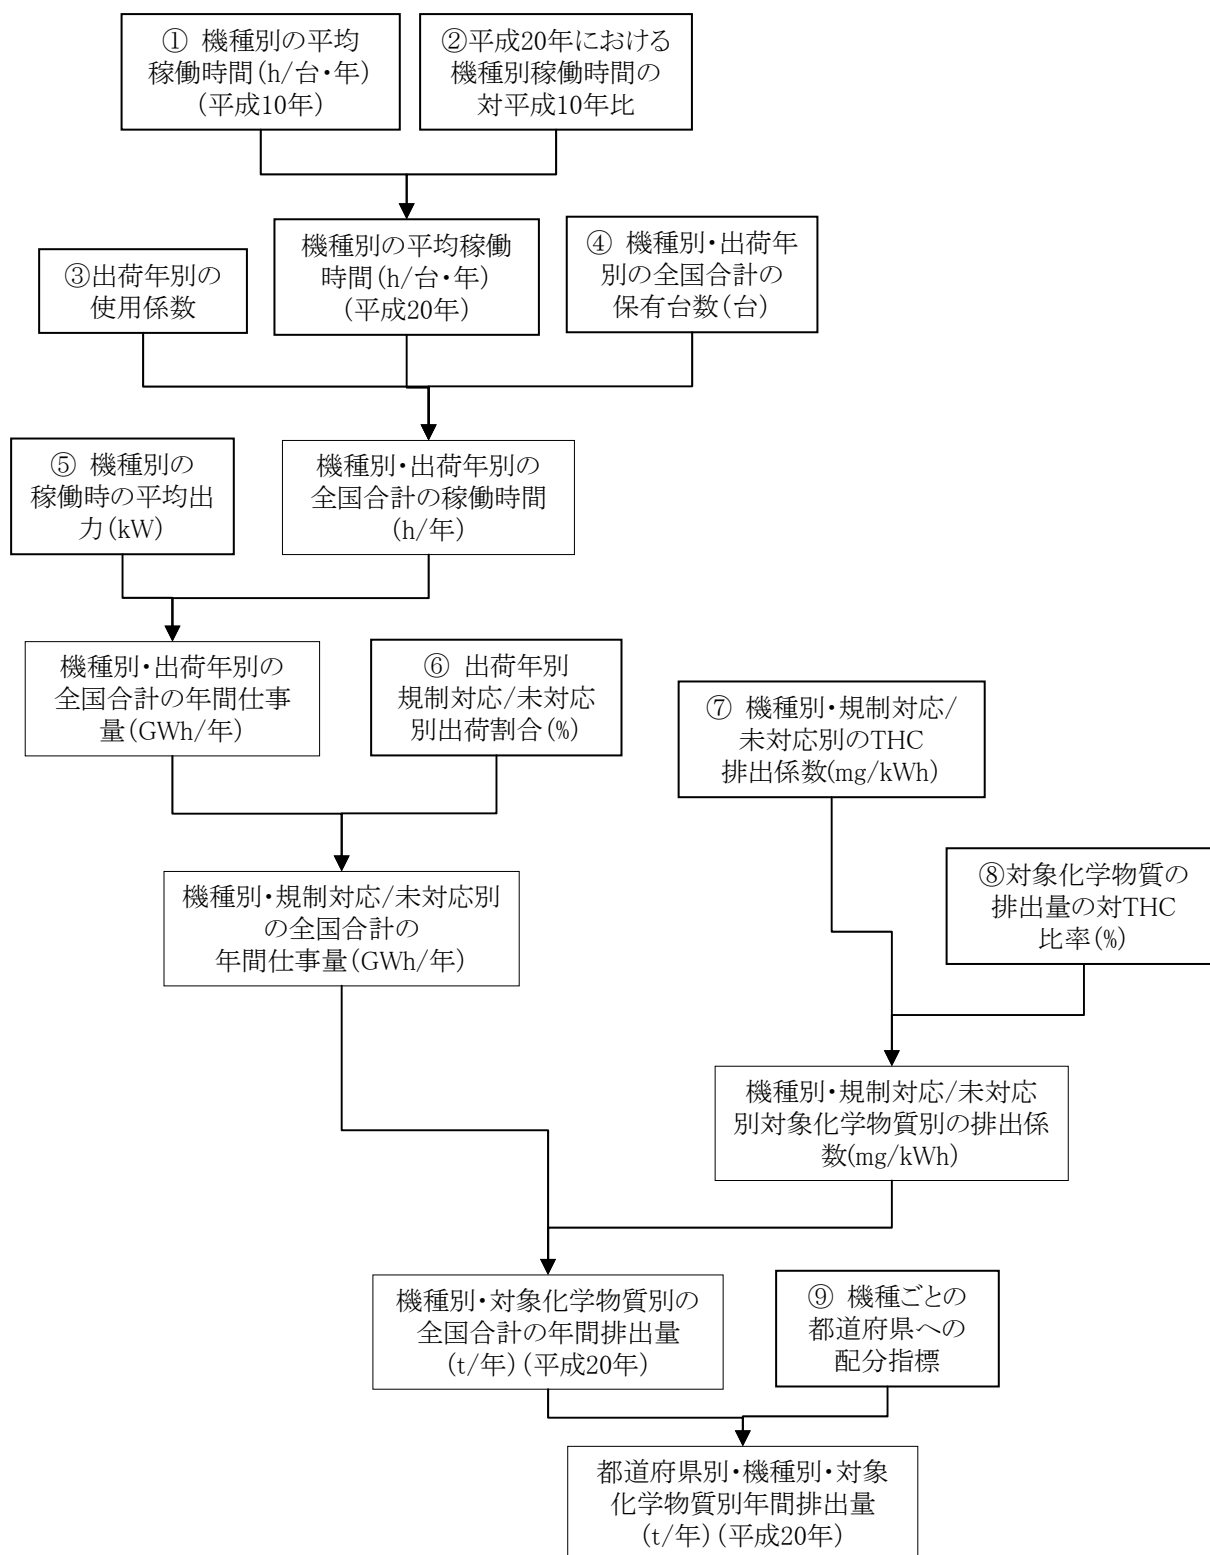 ① 機種別の平均
稼働時間(h/台・年)
(平成10年)
②平成20年における
機種別稼働時間の
対平成10年比
③出荷年別の
使用係数
機種別の平均稼働
時間(h/台・年)
(平成20年)
④ 機種別・出荷年
別の全国合計の
保有台数(台)
⑤ 機種別の
稼働時の平均出
力(kW)
機種別・出荷年別の
全国合計の稼働時間
(h/年)
機種別・出荷年別の
全国合計の年間仕事
量(GWh/年)
⑥ 出荷年別
規制対応/未対応
別出荷割合(%)
⑦ 機種別・規制対応/
未対応別のTHC
排出係数(mg/kWh)
機種別・規制対応/未対応別
の全国合計の
年間仕事量(GWh/年)
⑧対象化学物質の
排出量の対THC
比率(%)
機種別・規制対応/未対応
別対象化学物質別の排出係
数(mg/kWh)
機種別・対象化学物質別の
全国合計の年間排出量
(t/年)(平成20年)
⑨ 機種ごとの
都道府県への
配分指標
都道府県別・機種別・対象
化学物質別年間排出量
(t/年)(平成20年)